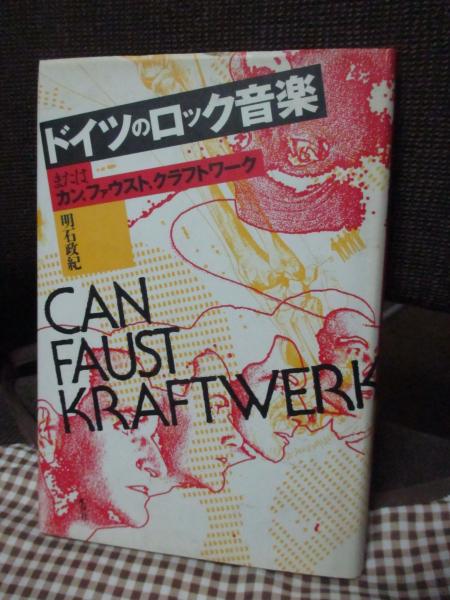 ドイツのロック音楽
または
カン、ファウスト、クラフトワーク
明石政紀
CAN
FAUST
KRAFTWERK